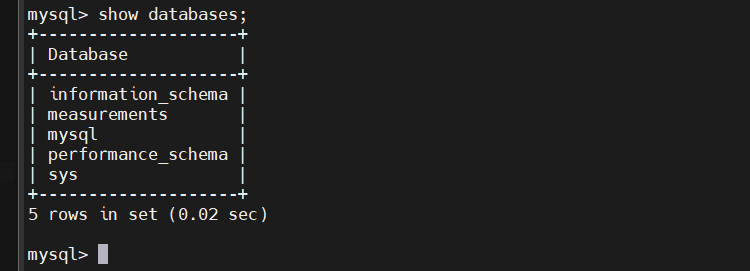 mysql> show databases;
+--------------------+
| Database           |
+--------------------+
| information_schema |
| measurements       |
| mysql              |
| performance_schema |
| sys                |
+--------------------+
5 rows in set (0.02 sec)
mysql>